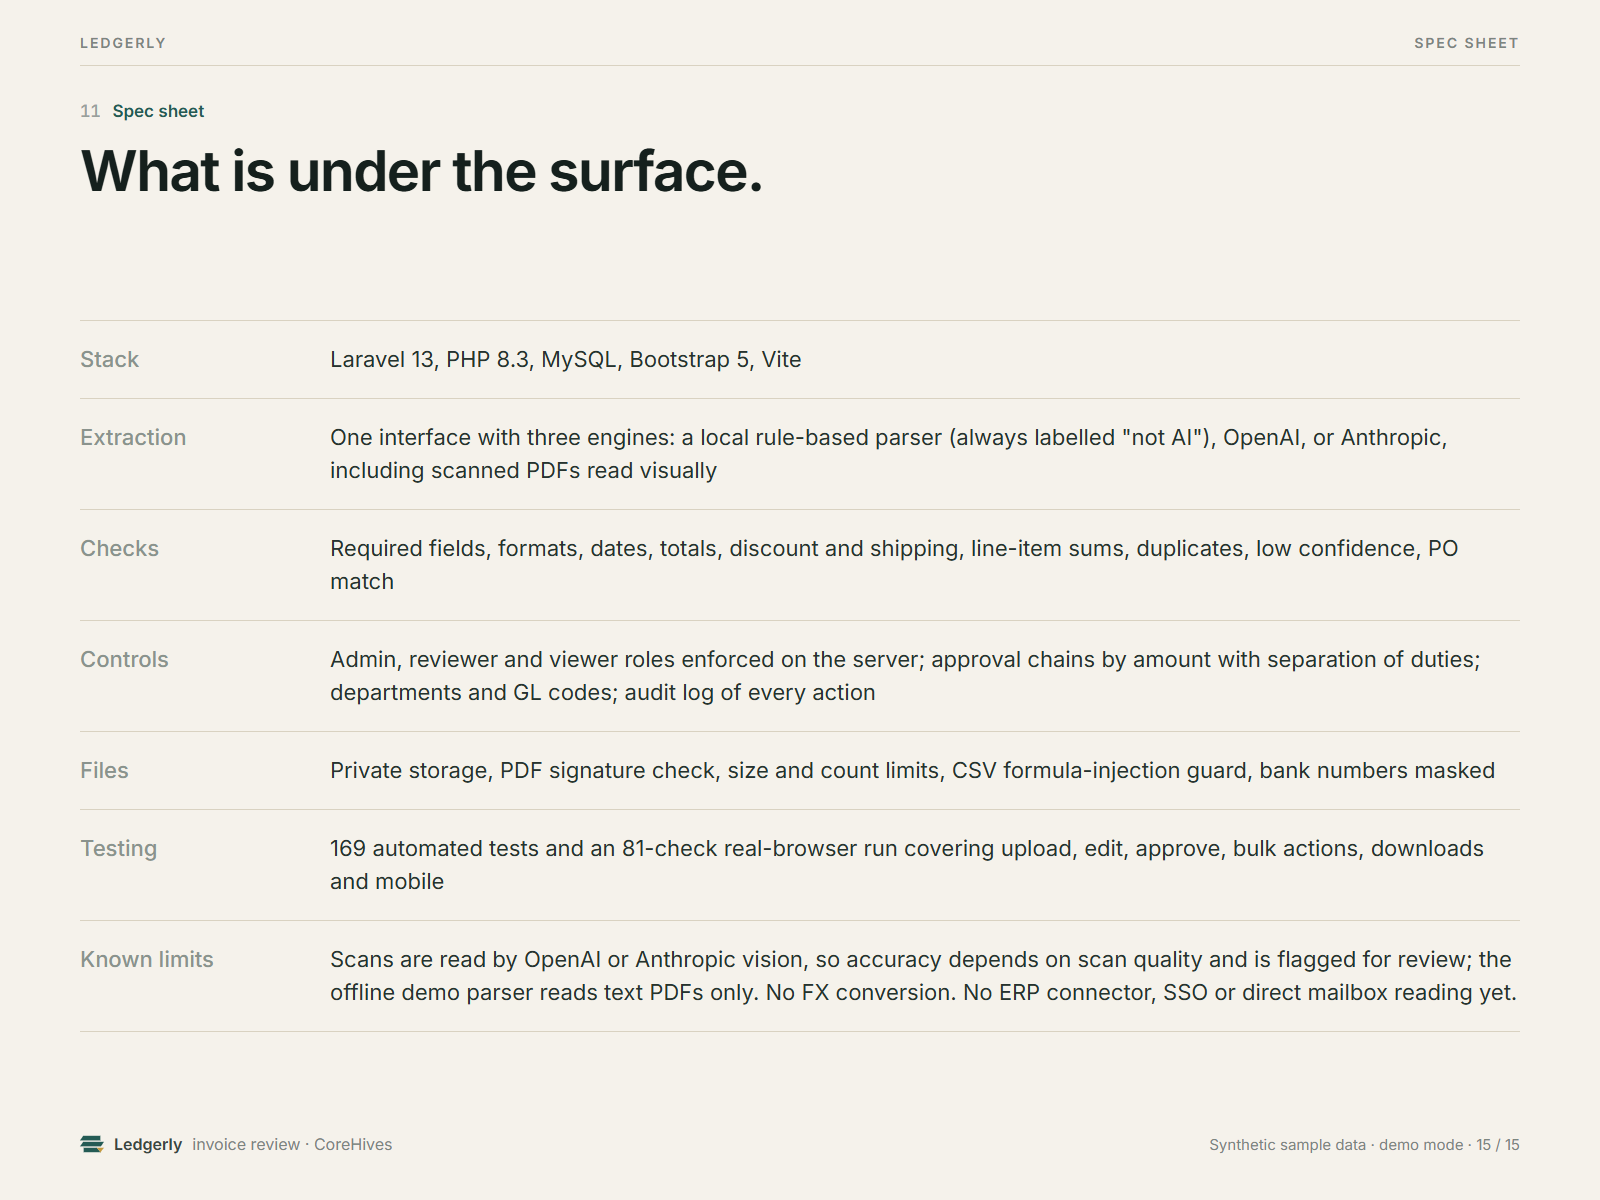 LEDGERLY
SPEC SHEET
11 Spec sheet
What is under the surface.
Stack
Laravel 13, PHP 8.3, MySQL, Bootstrap 5, Vite
Extraction
One interface with three engines: a local rule-based parser (always labelled "not AI"), OpenAI, or Anthropic,
including scanned PDFs read visually
Checks
Required fields, formats, dates, totals, discount and shipping, line-item sums, duplicates, low confidence, PO
match
Controls
Admin, reviewer and viewer roles enforced on the server; approval chains by amount with separation of duties;
departments and GL codes; audit log of every action
Files
Private storage, PDF signature check, size and count limits, CSV formula-injection guard, bank numbers masked
Testing
169 automated tests and an 81-check real-browser run covering upload, edit, approve, bulk actions, downloads
and mobile
Known limits
Scans are read by OpenAI or Anthropic vision, so accuracy depends on scan quality and is flagged for review; the
offline demo parser reads text PDFs only. No FX conversion. No ERP connector, SSO or direct mailbox reading yet.
Ledgerly invoice review · CoreHives
Synthetic sample data · demo mode · 15 / 15